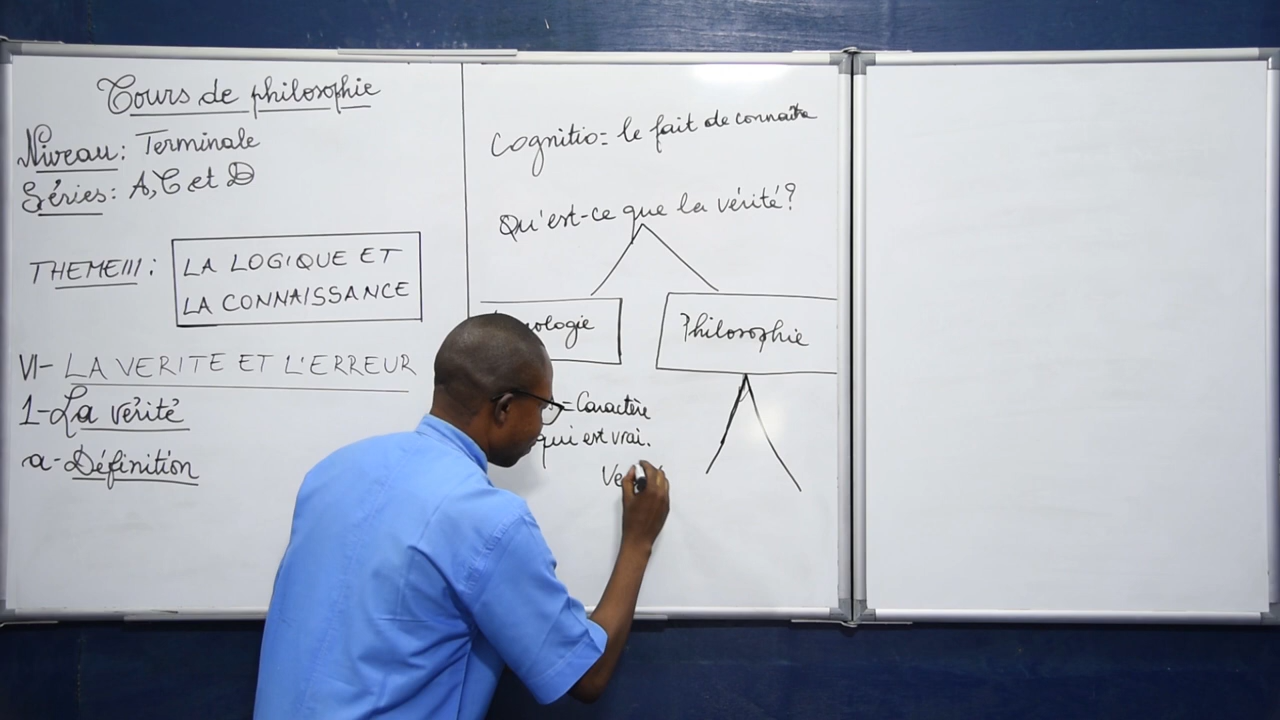 Cours de philosophie
Niveau: Terminale
Séries: A, C et D
THEME III:
LA LOGIQUE ET
LA CONNAISSANCE
VI- LA VERITE ET L'ERREUR
1- La vérité
a- Définition
Cognitio = le fait de connaitre
Qu'est-ce que la vérité?
Philosophie
= Caractère
qui est vrai.